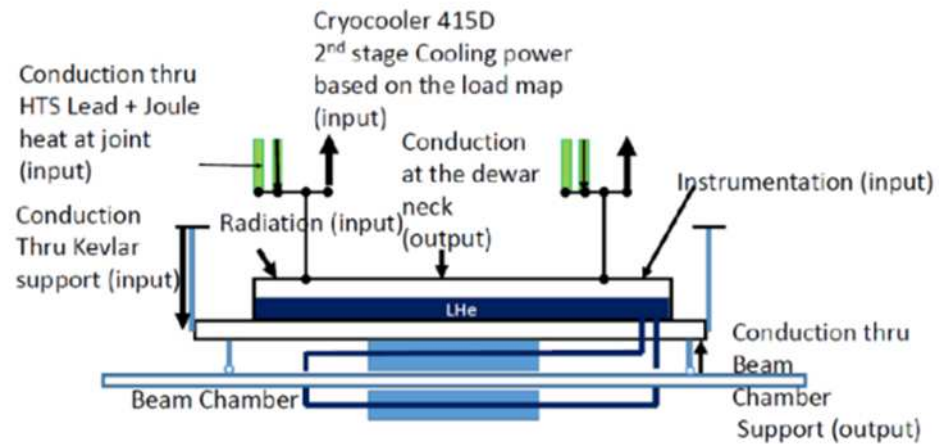 Cryocooler 415D
2nd stage Cooling power
based on the load map
(input)
Conduction thru
HTS Lead + Joule
heat at joint
(input)
Conduction
at the dewar
neck
(output)
Instrumentation (input)
Conduction
Thru Kevlar
support (input)
Radiation (input)
LHe
Conduction thru
Beam
Chamber
Support (output)
Beam Chamber